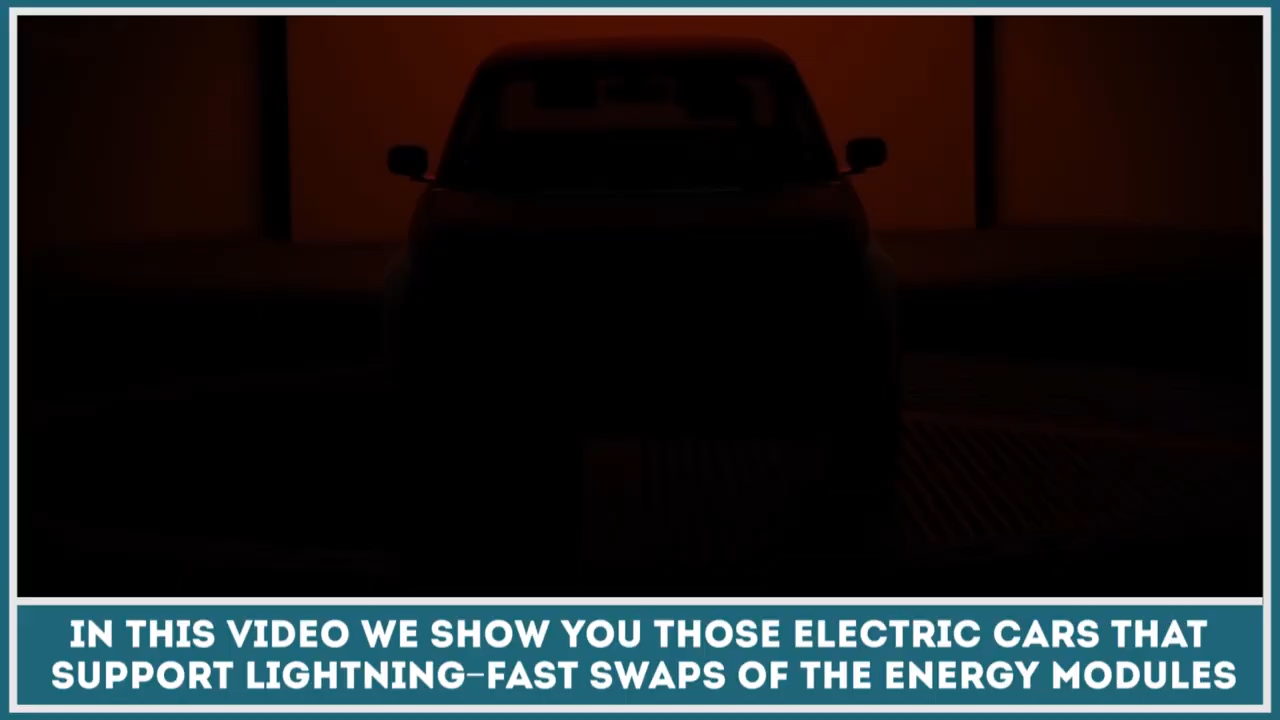 IN THIS VIDEO WE SHOW YOU THOSE ELECTRIC CARS THAT
SUPPORT LIGHTNING-FAST SWAPS OF THE ENERGY MODULES